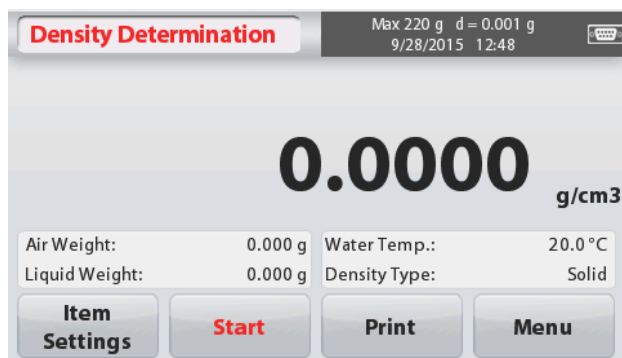 Density Determination
Max 220 g d = 0.001 g
9/28/2015 12:48
0.0000
g/cm3
Air Weight: 0.000 g
Liquid Weight: 0.000 g
Water Temp.: 20.0 °C
Density Type: Solid
Item
Settings
Start
Print
Menu